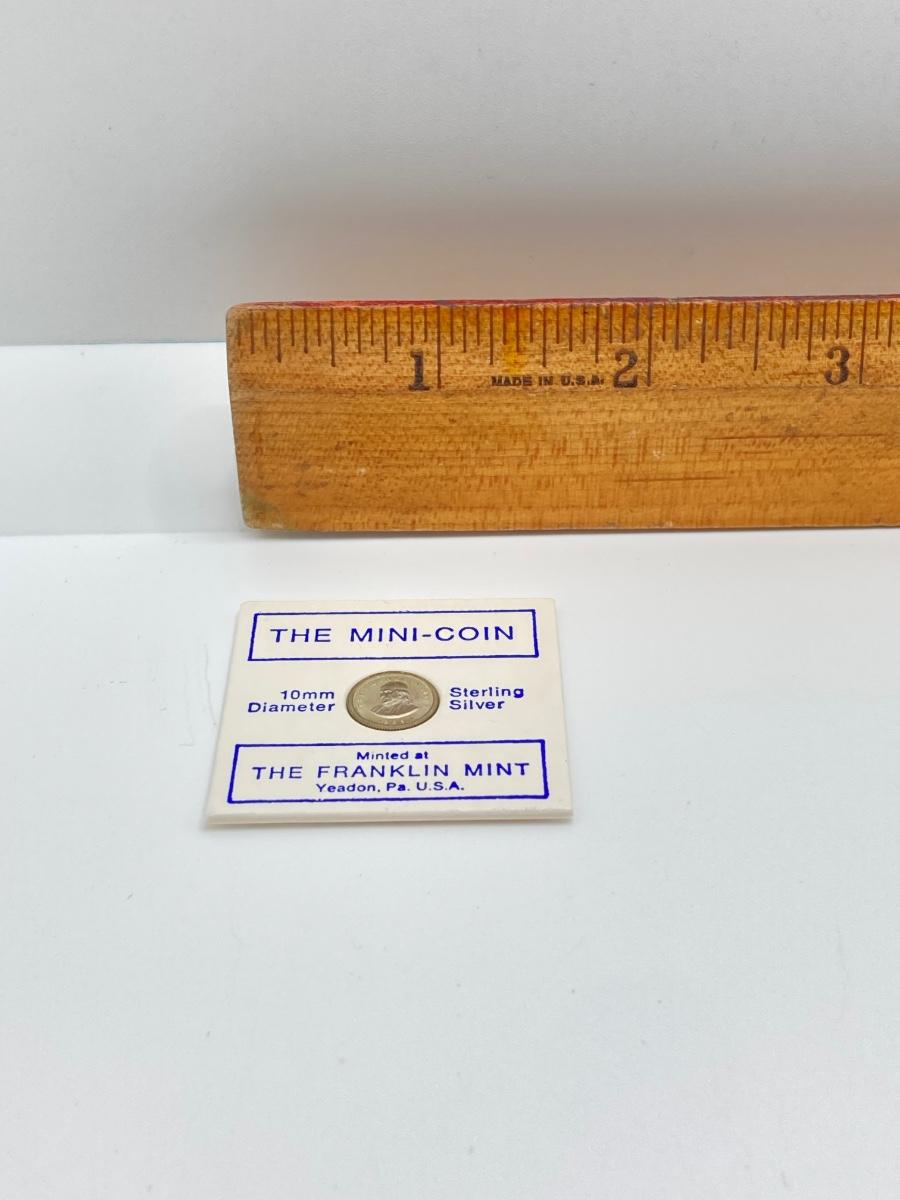 1 2 3
MADE IN U.S.A.
THE MINI-COIN
10mm Diameter
Sterling Silver
Minted at
THE FRANKLIN MINT
Yeadon, Pa. U.S.A.